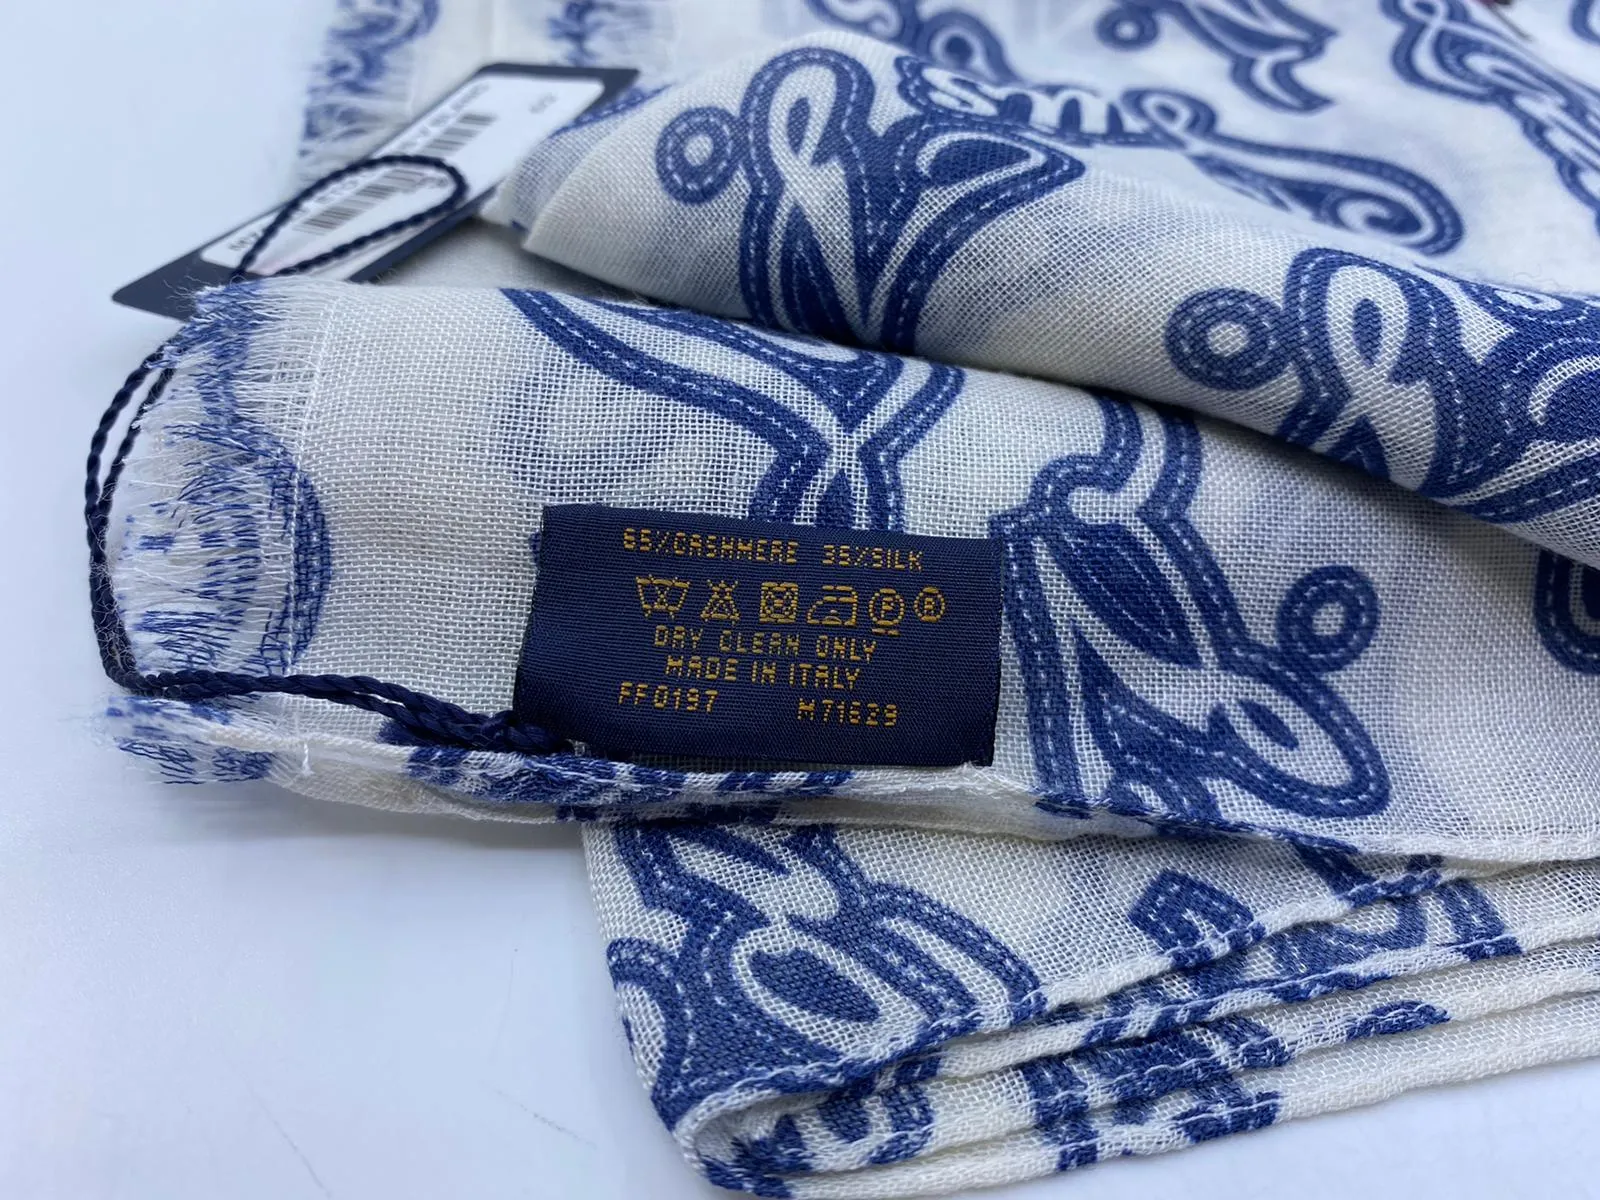 65%CASHMERE 35%SILK
DRY CLEAN ONLY
MADE IN ITALY
FF0197 M71629